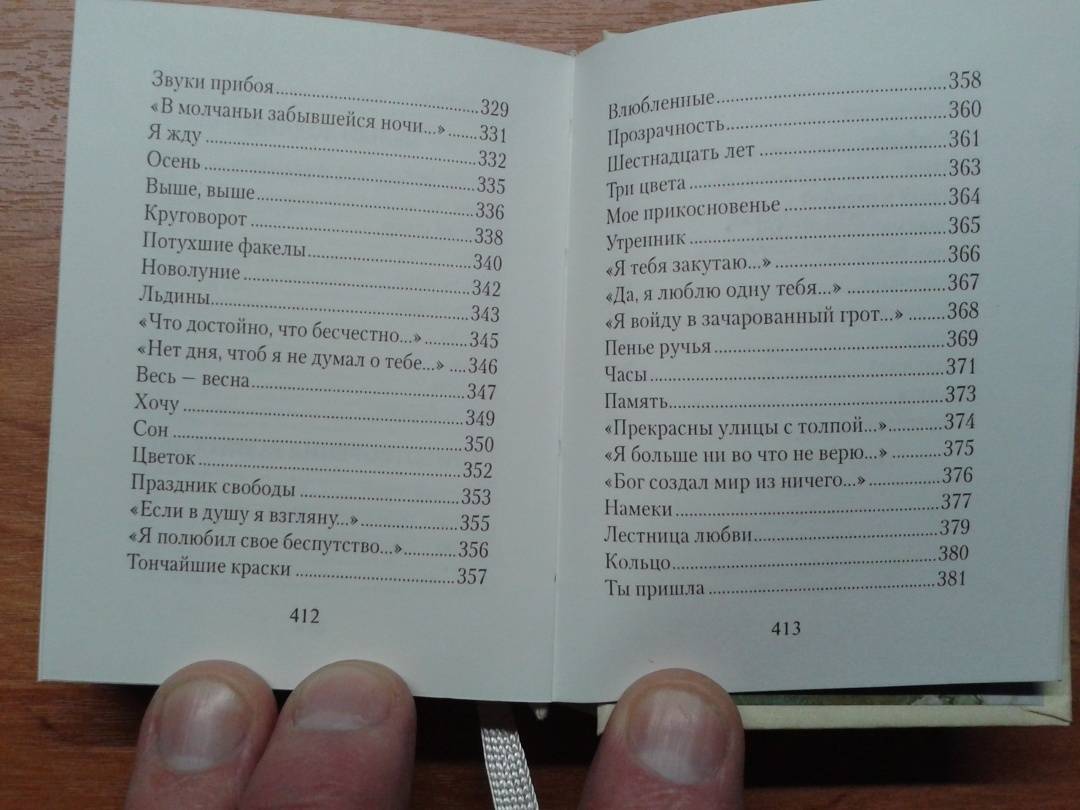 Звуки прибоя.....329
«В молчаньи забывшейся ночи...».....331
Я жду.....332
Осень.....335
Выше, выше.....336
Круговорот.....338
Потухшие факелы.....340
Новолуние.....342
Льдины.....343
«Что достойно, что бесчестно...».....345
«Нет дня, чтоб я не думал о тебе...» ....346
Весь — весна.....347
Хочу.....349
Сон.....350
Цветок.....352
Праздник свободы.....353
«Если в душу я взгляну...».....355
«Я полюбил свое беспутство...».....356
Тончайшие краски.....357
412
Влюбленные.....358
Прозрачность.....360
Шестнадцать лет.....361
Три цвета.....363
Мое прикосновенье.....364
Утренник.....365
«Я тебя закутаю...».....366
«Да, я люблю одну тебя...».....367
«Я войду в зачарованный грот...».....368
Пенье ручья.....369
Часы.....371
Память.....373
«Прекрасны улицы с толпой...».....374
«Я больше ни во что не верю...».....375
«Бог создал мир из ничего...».....376
Намеки.....377
Лестница любви.....379
Кольцо.....380
Ты пришла.....381
413